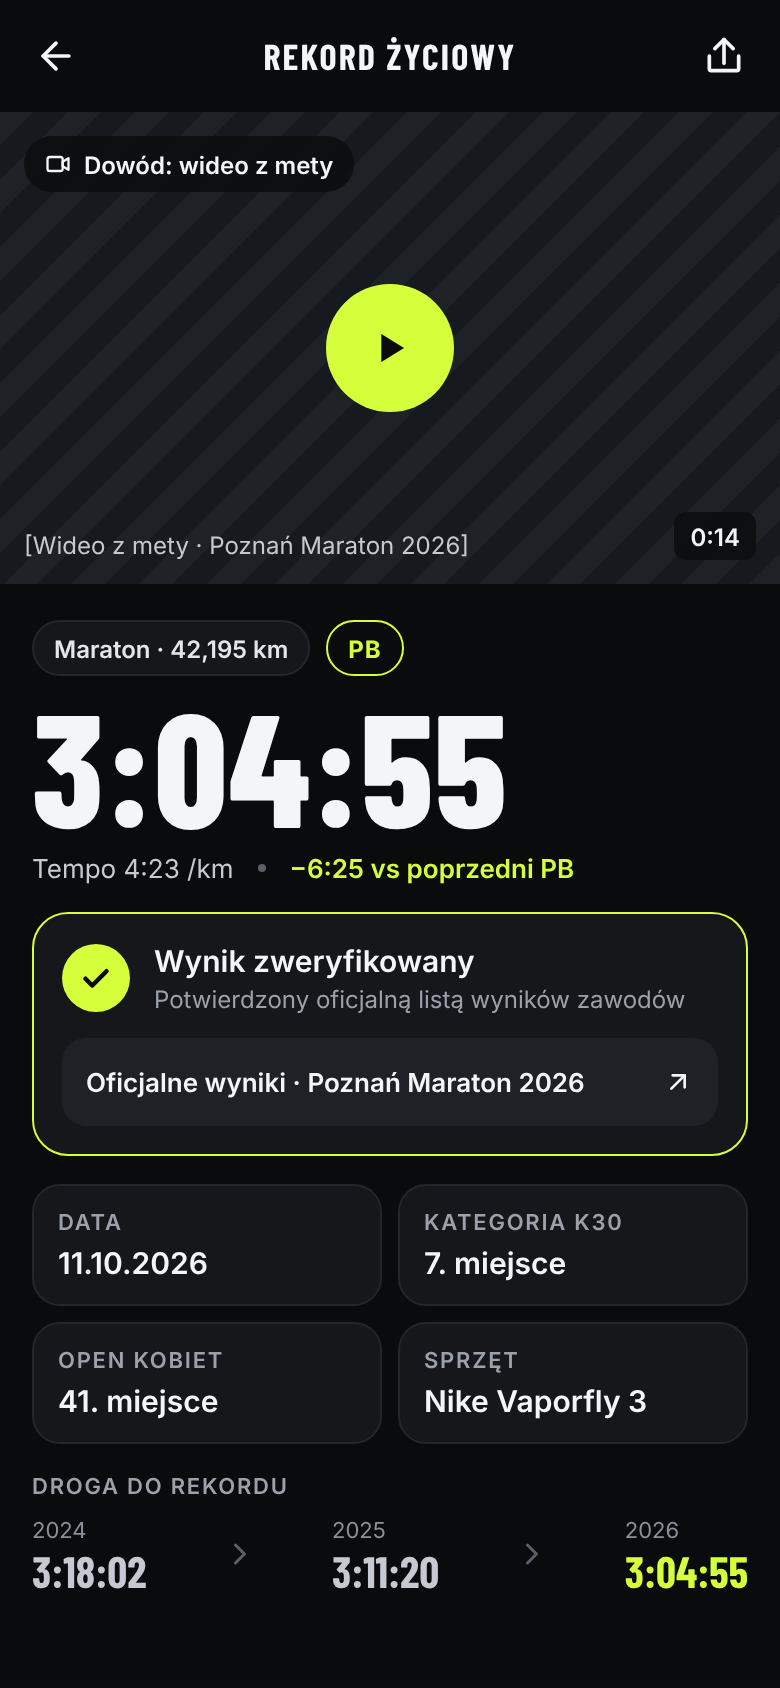 REKORD ŻYCIOWY
Dowód: wideo z mety
[Wideo z mety · Poznań Maraton 2026]
0:14
Maraton · 42,195 km
PB
3:04:55
Tempo 4:23 /km • −6:25 vs poprzedni PB
Wynik zweryfikowany
Potwierdzony oficjalną listą wyników zawodów
Oficjalne wyniki · Poznań Maraton 2026
DATA
11.10.2026
KATEGORIA K30
7. miejsce
OPEN KOBIET
41. miejsce
SPRZĘT
Nike Vaporfly 3
DROGA DO REKORDU
2024
3:18:02
2025
3:11:20
2026
3:04:55